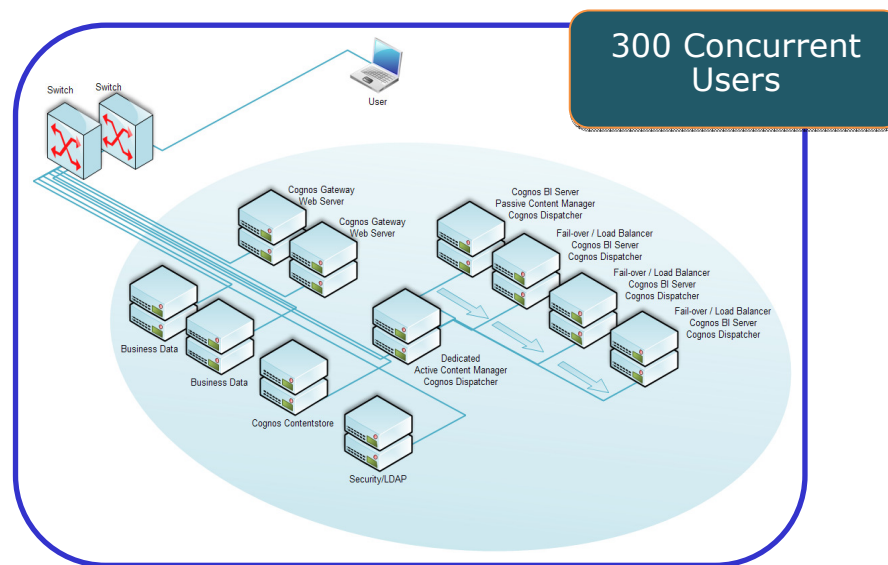 300 Concurrent
Users
Switch
Switch
User
Cognos Gateway
Web Server
Cognos Gateway
Web Server
Cognos BI Server
Passive Content Manager
Cognos Dispatcher
Fail-over / Load Balancer
Cognos BI Server
Cognos Dispatcher
Fail-over / Load Balancer
Cognos BI Server
Cognos Dispatcher
Fail-over / Load Balancer
Cognos BI Server
Cognos Dispatcher
Business Data
Business Data
Dedicated
Active Content Manager
Cognos Dispatcher
Cognos Contentstore
Security/LDAP